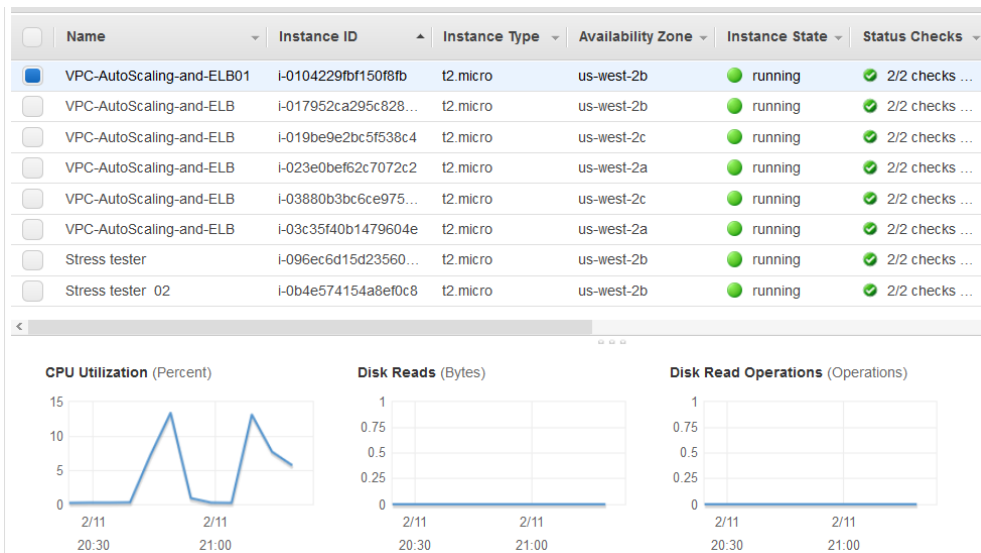 Name Instance ID Instance Type Availability Zone Instance State Status Checks
VPC-AutoScaling-and-ELB01 i-0104229fbf150f8fb t2.micro us-west-2b running 2/2 checks ...
VPC-AutoScaling-and-ELB i-017952ca295c828... t2.micro us-west-2b running 2/2 checks ...
VPC-AutoScaling-and-ELB i-019be9e2bc5f538c4 t2.micro us-west-2c running 2/2 checks ...
VPC-AutoScaling-and-ELB i-023e0bef62c7072c2 t2.micro us-west-2a running 2/2 checks ...
VPC-AutoScaling-and-ELB i-03880b3bc6ce975... t2.micro us-west-2c running 2/2 checks ...
VPC-AutoScaling-and-ELB i-03c35f40b1479604e t2.micro us-west-2a running 2/2 checks ...
Stress tester i-096ec6d15d23560... t2.micro us-west-2b running 2/2 checks ...
Stress tester 02 i-0b4e574154a8ef0c8 t2.micro us-west-2b running 2/2 checks ...
CPU Utilization (Percent) Disk Reads (Bytes) Disk Read Operations (Operations)
15 1 1
0.75 0.75
10
0.5 0.5
5
0.25 0.25
0 0 0
2/11 2/11 2/11 2/11 2/11 2/11
20:30 21:00 20:30 21:00 20:30 21:00